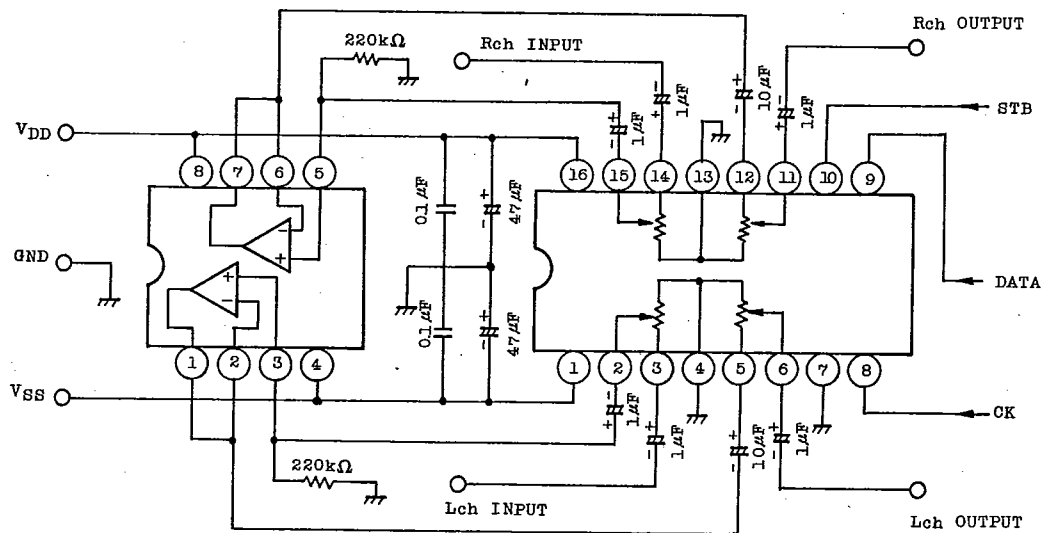 Rch OUTPUT
220kΩ
Rch INPUT
- + 1μF
+ - 10μF
- + 1μF
+ - 1μF
STB
VDD
8 7 6 5
16 15 14 13 12 11 10 9
0.1μF
+ - 47μF
- +
GND
DATA
+ -
0.1μF
+ - 47μF
1 2 3 4
1 2 3 4 5 6 7 8
VSS
- + 1μF
CK
+ - 1μF
+ - 10μF
+ - 1μF
220kΩ
Lch INPUT
Lch OUTPUT